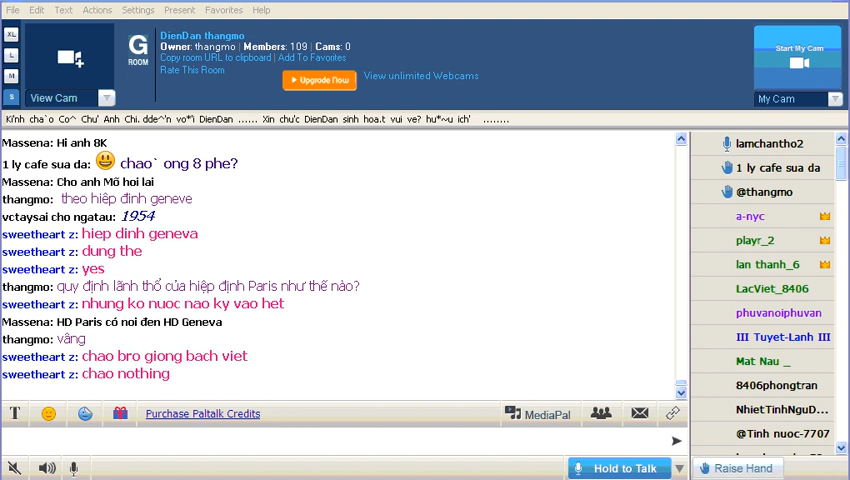 File Edit Text Actions Settings Present Favorites Help
XL
L
M
S
View Cam
G
ROOM
DienDan thangmo
Owner: thangmo | Members: 109 | Cams: 0
Copy room URL to clipboard | Add To Favorites
Rate This Room
Upgrade Now
View unlimited Webcams
Start My Cam
My Cam
Ki'nh cha`o Co^ Chu' Anh Chi. dde^'n vo*'i DienDan ...... Xin chu'c DienDan sinh hoa.t vui ve? hu*~u ich' ........
Massena: Hi anh 8K
1 ly cafe sua da: chao` ong 8 phe?
Massena: Cho anh Mõ hoi lai
thangmo: theo hiệp đinh geneve
vctaysai cho ngatau: 1954
sweetheart z: hiep dinh geneva
sweetheart z: dung the
sweetheart z: yes
thangmo: quy định lãnh thổ của hiệp định Paris như thế nào?
sweetheart z: nhung ko nuoc nao ky vao het
Massena: HD Paris có noi đen HD Geneva
thangmo: vâng
sweetheart z: chao bro giong bach viet
sweetheart z: chao nothing
lamchantho2
1 ly cafe sua da
@thangmo
a-nyc
playr_2
lan thanh_6
LacViet_8406
phuvanoiphuvan
III Tuyet-Lanh III
Mat Nau _
8406phongtran
NhietTinhNguD...
@Tinh nuoc-7707
T
Purchase Paltalk Credits
MediaPal
Hold to Talk
Raise Hand